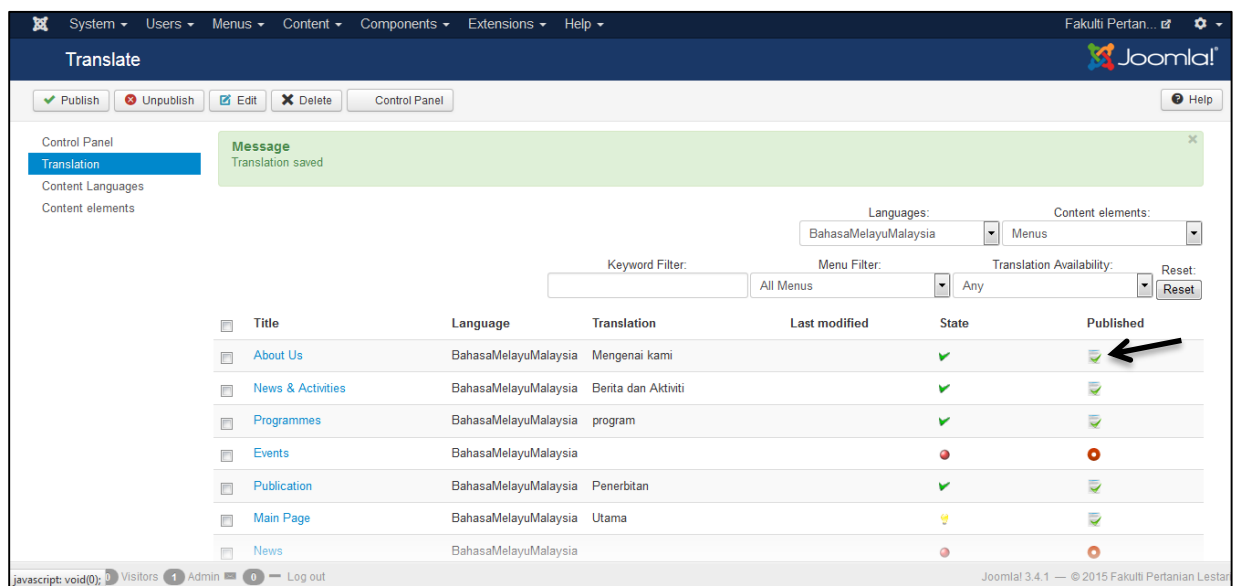 System Users Menus Content Components Extensions Help Fakulti Pertan...
Translate Joomla!
Publish Unpublish Edit Delete Control Panel Help
Control Panel
Translation
Content Languages
Content elements
Message
Translation saved
Languages: Content elements:
BahasaMelayuMalaysia Menus
Keyword Filter: Menu Filter: Translation Availability: Reset:
All Menus Any Reset
Title Language Translation Last modified State Published
About Us BahasaMelayuMalaysia Mengenai kami
News & Activities BahasaMelayuMalaysia Berita dan Aktiviti
Programmes BahasaMelayuMalaysia program
Events BahasaMelayuMalaysia
Publication BahasaMelayuMalaysia Penerbitan
Main Page BahasaMelayuMalaysia Utama
News BahasaMelayuMalaysia
javascript: void(0); Visitors 1 Admin 0 Log out Joomla! 3.4.1 — © 2015 Fakulti Pertanian Lestar